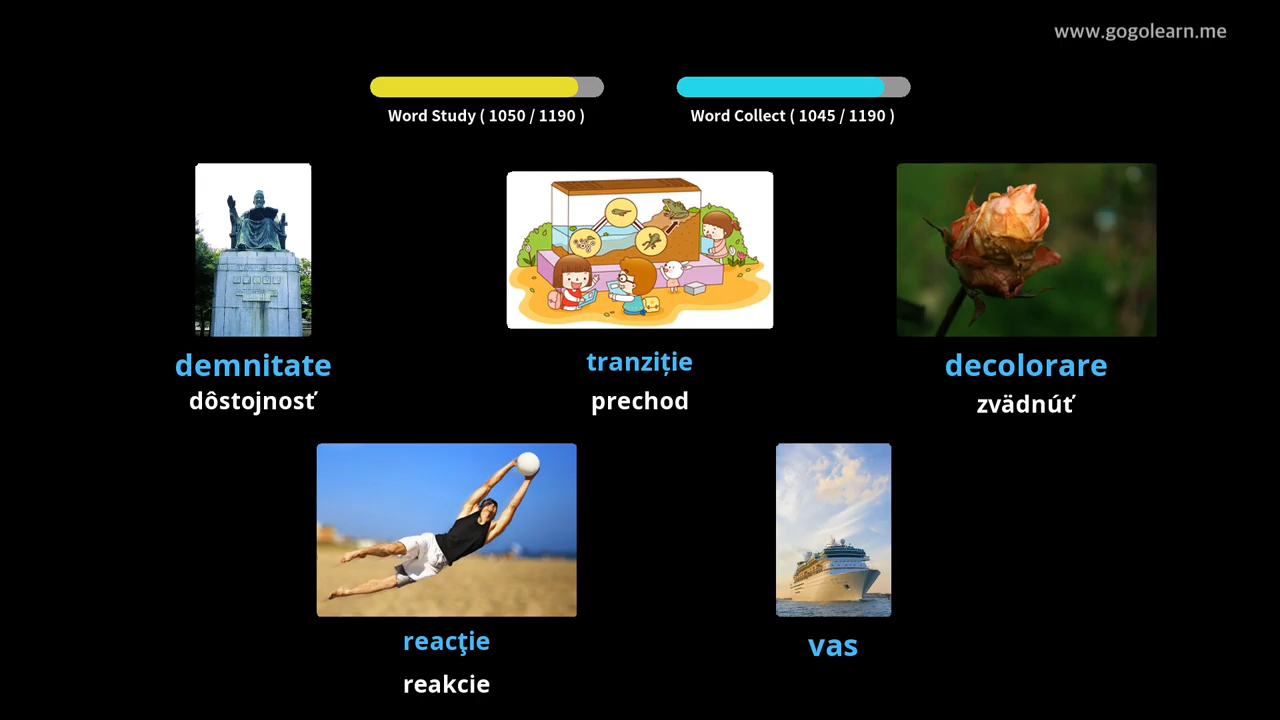 www.gogolearn.me
Word Study ( 1050 / 1190 )
Word Collect ( 1045 / 1190 )
demnitate
dôstojnosť
tranziție
prechod
decolorare
zvädnúť
reacţie
reakcie
vas